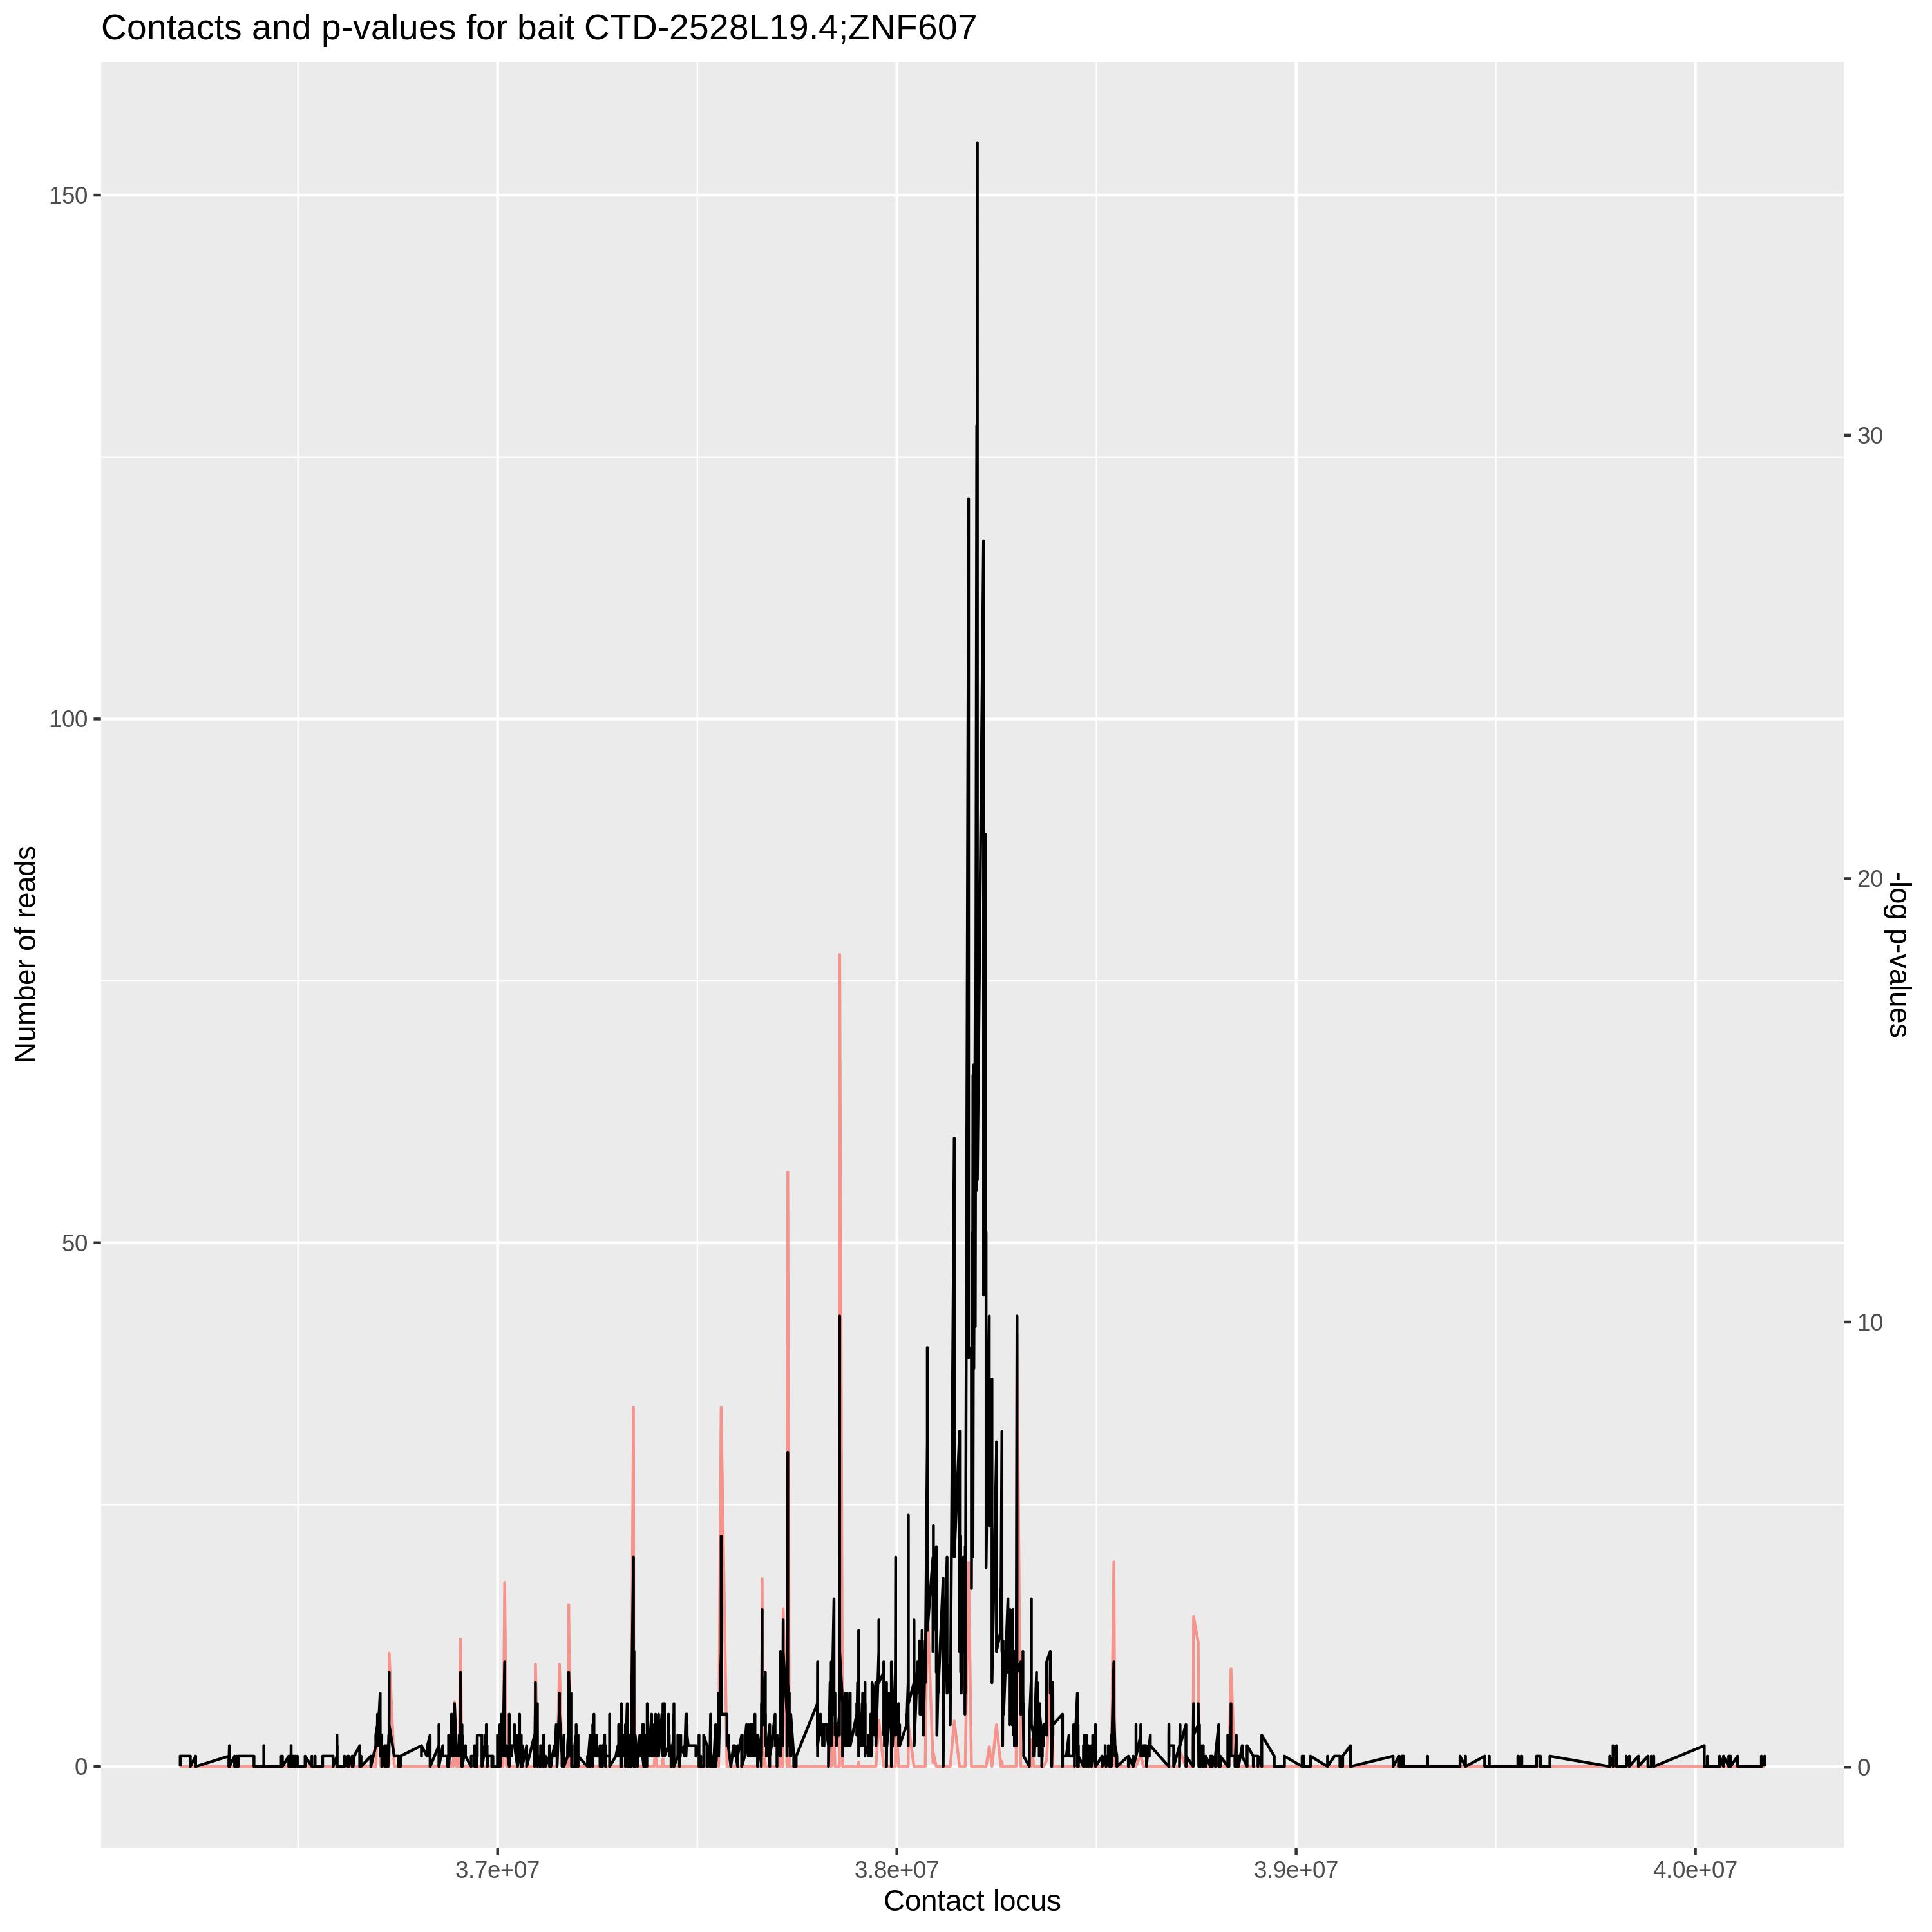 Contacts and p-values for bait CTD-2528L19.4;ZNF607
150
100
50
0
Number of reads
30
20
10
0
-log p-values
3.7e+07 3.8e+07 3.9e+07 4.0e+07
Contact locus